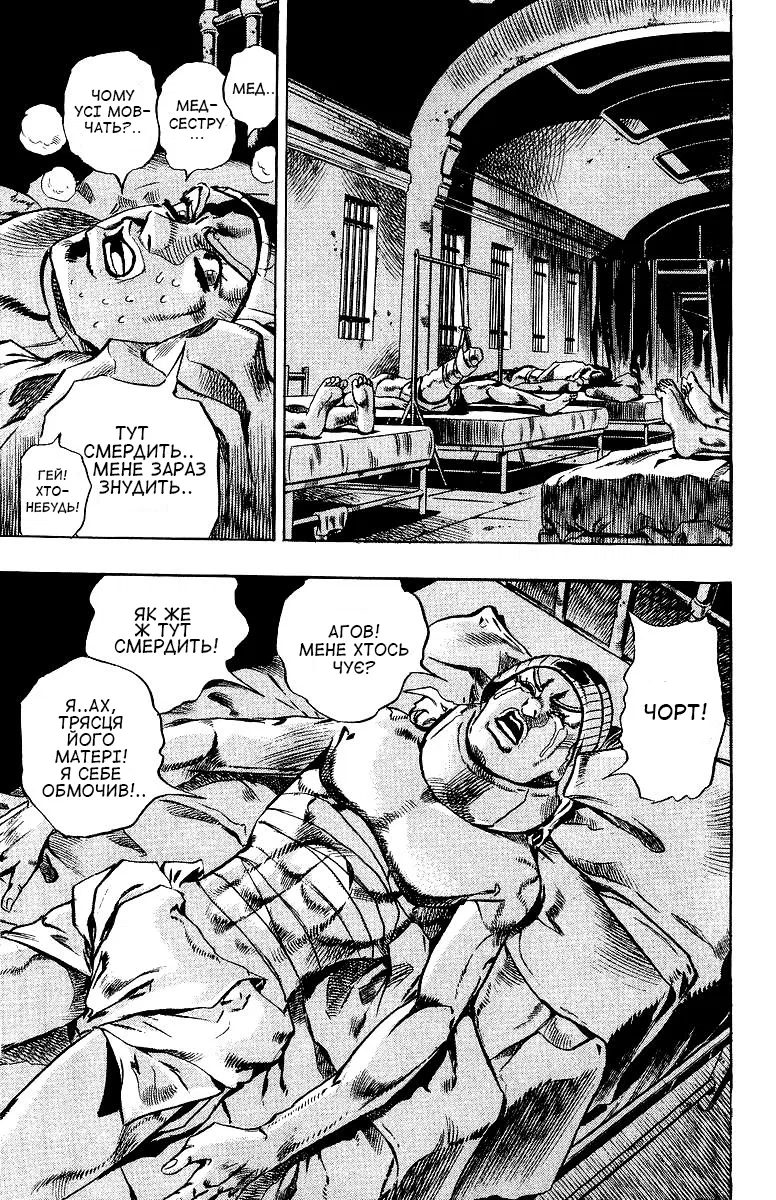 МЕД..
МЕД-
СЕСТРУ
...
ЧОМУ
УСІ МОВ-
ЧАТЬ?..
ТУТ
СМЕРДИТЬ..
МЕНЕ ЗАРАЗ
ЗНУДИТЬ..
ГЕЙ!
ХТО-
НЕБУДЬ!
ЧОРТ!
АГОВ!
МЕНЕ ХТОСЬ
ЧУЄ?
ЯК ЖЕ
Ж ТУТ
СМЕРДИТЬ!
Я..АХ,
ТРЯСЦЯ
ЙОГО
МАТЕРІ!
Я СЕБЕ
ОБМОЧИВ!..